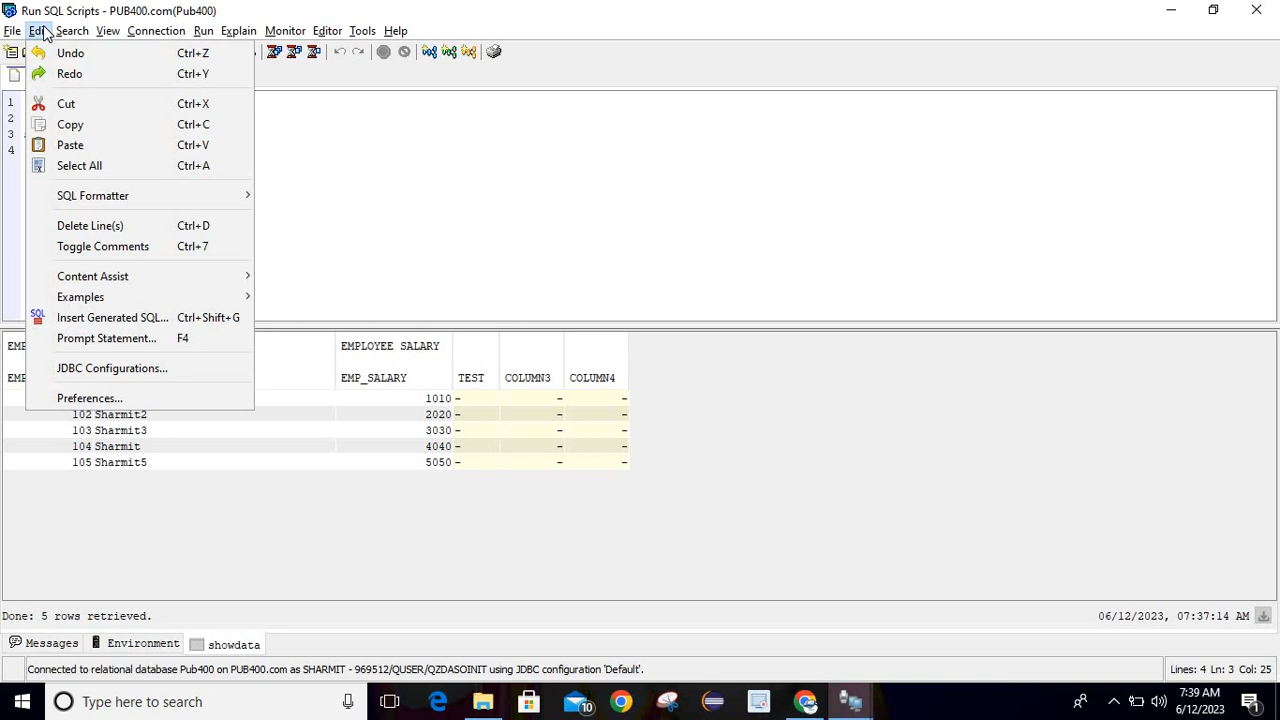 Run SQL Scripts - PUB400.com(Pub400)
File Edit Search View Connection Run Explain Monitor Editor Tools Help
Undo Ctrl+Z
Redo Ctrl+Y
1
Cut Ctrl+X
2
Copy Ctrl+C
3
Paste Ctrl+V
4
Select All Ctrl+A
SQL Formatter
Delete Line(s) Ctrl+D
Toggle Comments Ctrl+7
Content Assist
Examples
SQL Insert Generated SQL... Ctrl+Shift+G
Prompt Statement... F4
EMP EMPLOYEE SALARY
JDBC Configurations...
EMP EMP_SALARY TEST COLUMN3 COLUMN4
Preferences... 1010 - - -
102 Sharmit2 2020 - - -
103 Sharmit3 3030 - - -
104 Sharmit 4040 - - -
105 Sharmit5 5050 - - -
Done: 5 rows retrieved. 06/12/2023, 07:37:14 AM
Messages Environment showdata
Connected to relational database Pub400 on PUB400.com as SHARMIT - 969512/QUSER/QZDASOINIT using JDBC configuration 'Default'. Lines: 4 Ln: 3 Col: 25
Type here to search 10 7:39 AM
6/12/2023 1